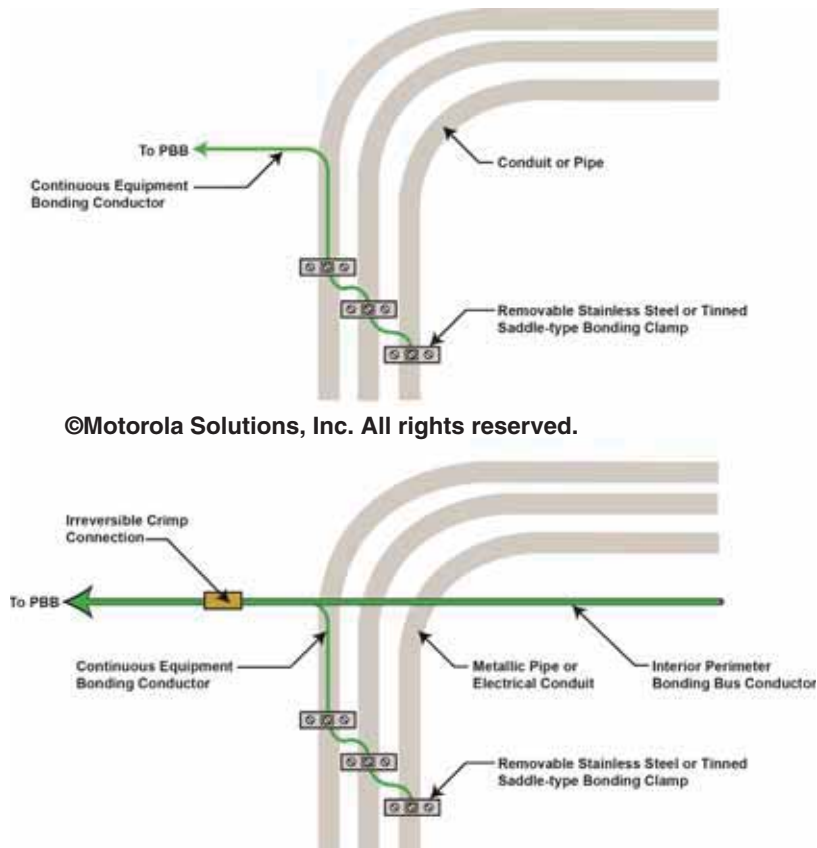 To PBB
Continuous Equipment
Bonding Conductor
Conduit or Pipe
Removable Stainless Steel or Tinned
Saddle-type Bonding Clamp
©Motorola Solutions, Inc. All rights reserved.
Irreversible Crimp
Connection
To PBB
Continuous Equipment
Bonding Conductor
Metallic Pipe or
Electrical Conduit
Interior Perimeter
Bonding Bus Conductor
Removable Stainless Steel or Tinned
Saddle-type Bonding Clamp